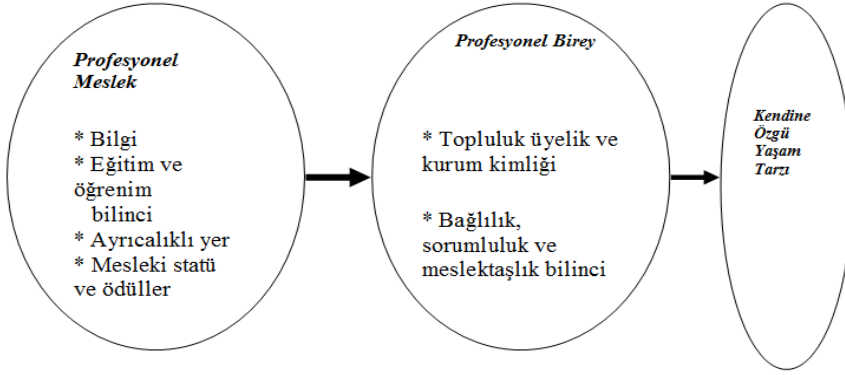 Profesyonel
Meslek
* Bilgi
* Eğitim ve
öğrenim
bilinci
* Ayrıcalıklı yer
* Mesleki statü
ve ödüller
Profesyonel Birey
* Topluluk üyelik ve
kurum kimliği
* Bağlılık,
sorumluluk ve
meslektaşlık bilinci
Kendine
Özgü
Yaşam
Tarzı